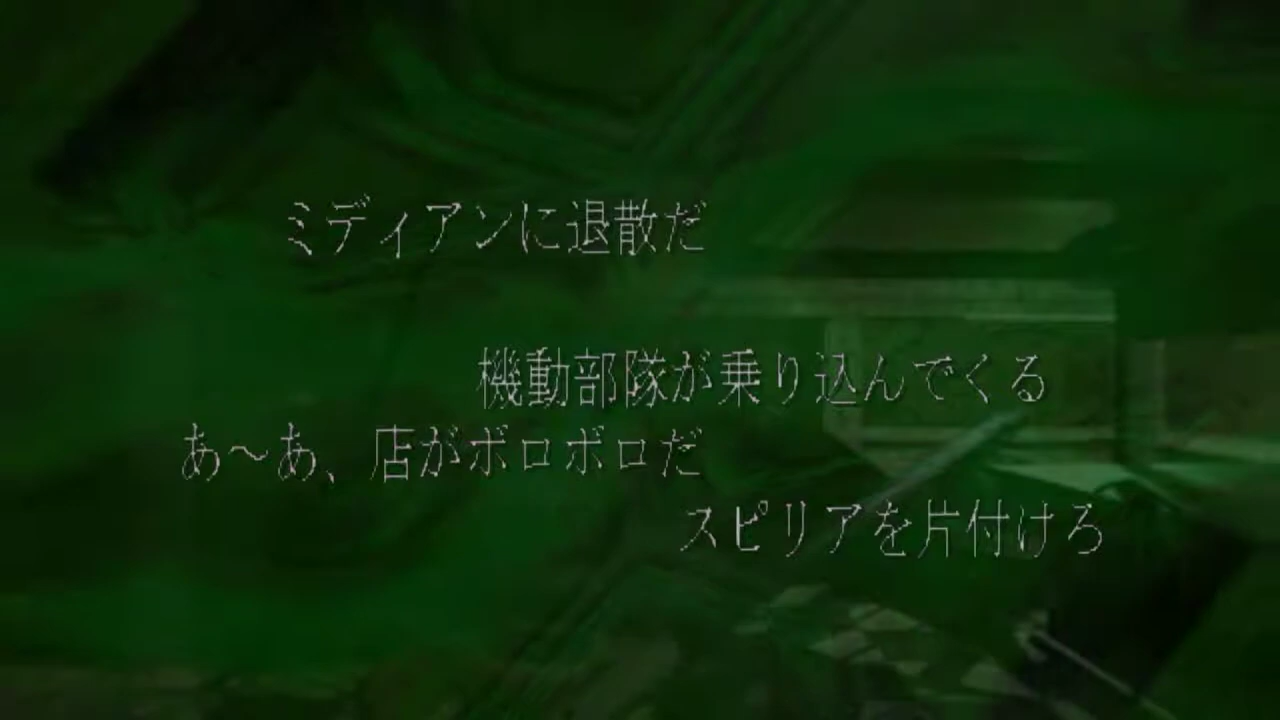 ミディアンに退散だ
機動部隊が乗り込んでくる
あ～あ、店がボロボロだ
スピリアを片付けろ